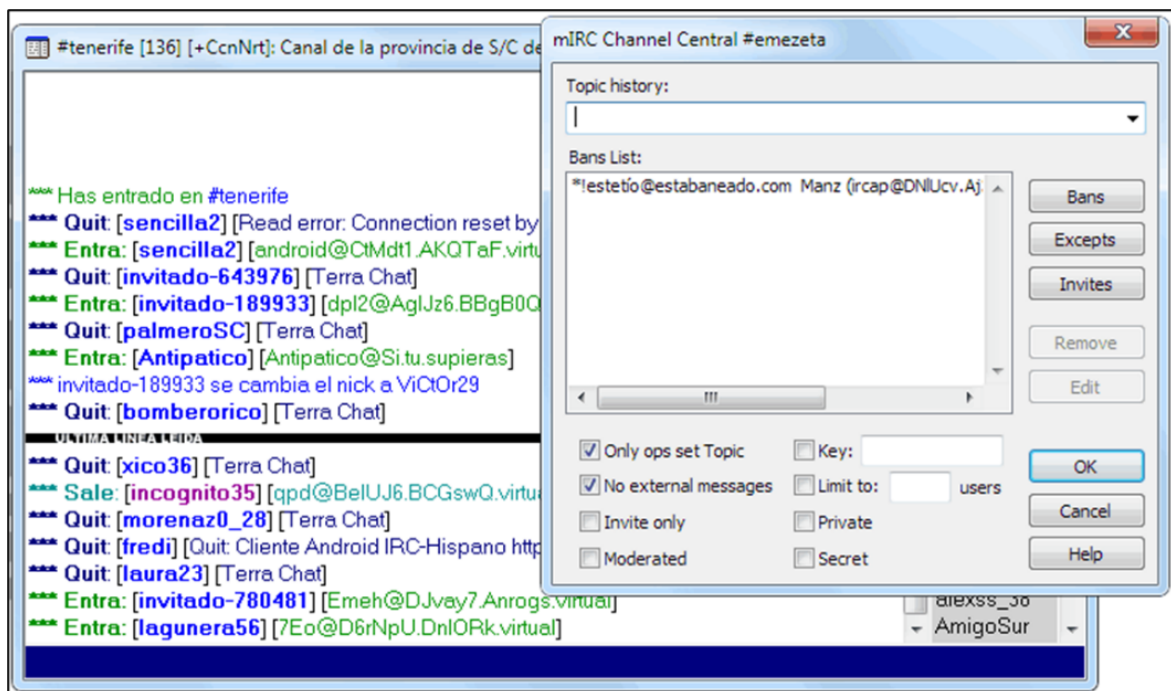 #tenerife [136] [+CcnNrt]: Canal de la provincia de S/C de
*** Has entrado en #tenerife
*** Quit: [sencilla2] [Read error: Connection reset by
*** Entra: [sencilla2] [android@CtMdt1.AKQTaF.virtu
*** Quit: [invitado-643976] [Terra Chat]
*** Entra: [invitado-189933] [dpl2@AglJz6.BBgB0Q
*** Quit: [palmeroSC] [Terra Chat]
*** Entra: [Antipatico] [Antipatico@Si.tu.supieras]
*** invitado-189933 se cambia el nick a ViCtOr29
*** Quit: [bomberorico] [Terra Chat]
ULTIMA LINEA LEIDA
*** Quit: [xico36] [Terra Chat]
*** Sale: [incognito35] [qpd@BelUJ6.BCGswQ.virtua
*** Quit: [morenaz0_28] [Terra Chat]
*** Quit: [fredi] [Quit: Cliente Android IRC-Hispano http
*** Quit: [laura23] [Terra Chat]
*** Entra: [invitado-780481] [Emeh@DJvay7.Anrogs.virtual]
*** Entra: [lagunera56] [7Eo@D6rNpU.DnlORk.virtual]
alexss_38
AmigoSur
mIRC Channel Central #emezeta
Topic history:
Bans List:
*!estetío@estabaneado.com Manz (ircap@DNlUcv.Aj
Bans
Excepts
Invites
Remove
Edit
Only ops set Topic
Key:
No external messages
Limit to: users
Invite only
Private
Moderated
Secret
OK
Cancel
Help